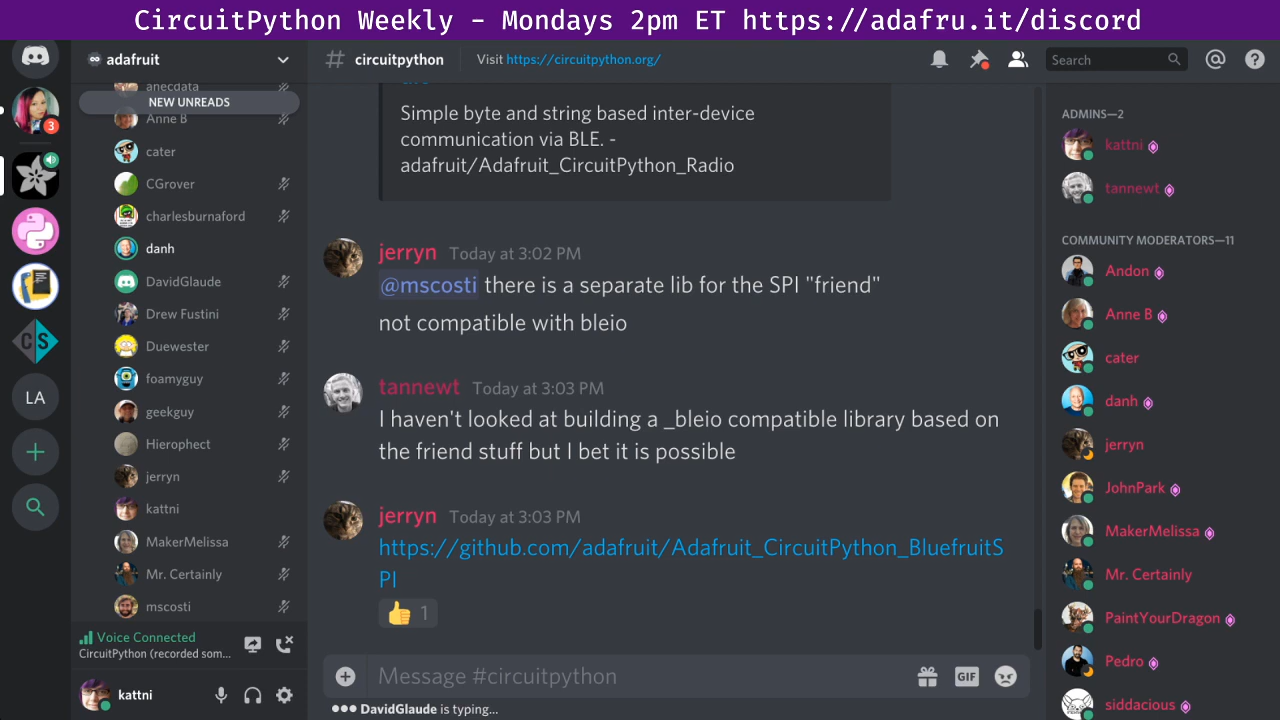 CircuitPython Weekly - Mondays 2pm ET https://adafru.it/discord
adafruit
anecdata
NEW UNREADS
Anne B
cater
CGrover
charlesburnaford
danh
DavidGlaude
Drew Fustini
Duewester
foamyguy
geekguy
Hierophect
jerryn
kattni
MakerMelissa
Mr. Certainly
mscosti
Voice Connected
CircuitPython (recorded som...
kattni
3
CS
LA
# circuitpython
Visit https://circuitpython.org/
Search
Simple byte and string based inter-device
communication via BLE. -
adafruit/Adafruit_CircuitPython_Radio
jerryn Today at 3:02 PM
@mscosti there is a separate lib for the SPI "friend"
not compatible with bleio
tannewt Today at 3:03 PM
I haven't looked at building a _bleio compatible library based on
the friend stuff but I bet it is possible
jerryn Today at 3:03 PM
https://github.com/adafruit/Adafruit_CircuitPython_BluefruitS
PI
1
Message #circuitpython
GIF
DavidGlaude is typing...
ADMINS—2
kattni
tannewt
COMMUNITY MODERATORS—11
Andon
Anne B
cater
danh
jerryn
JohnPark
MakerMelissa
Mr. Certainly
PaintYourDragon
Pedro
siddacious